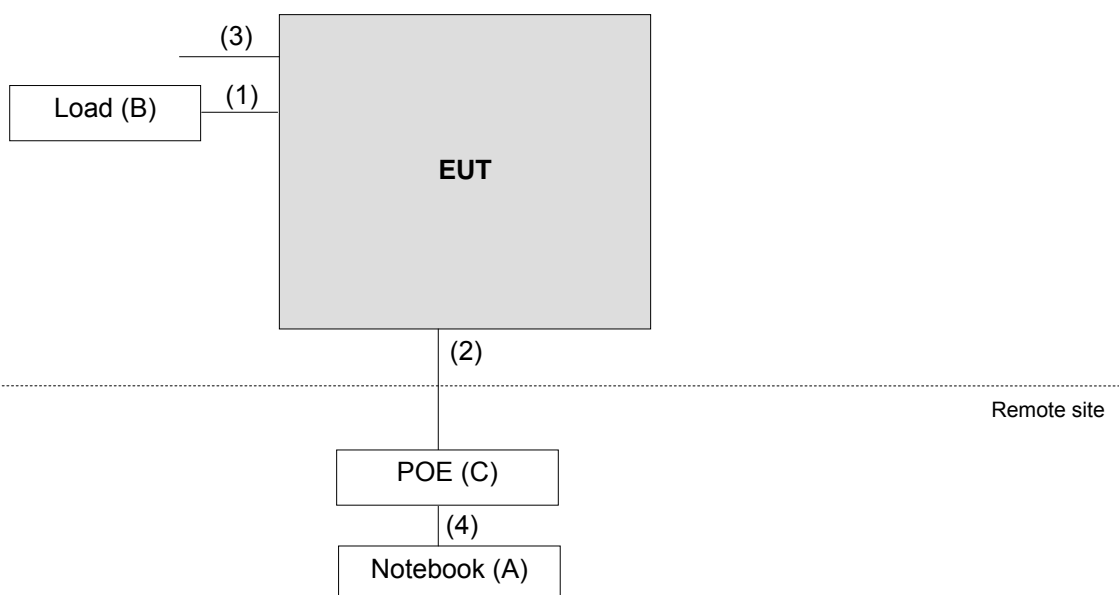 (3)
Load (B)
(1)
EUT
(2)
Remote site
POE (C)
(4)
Notebook (A)